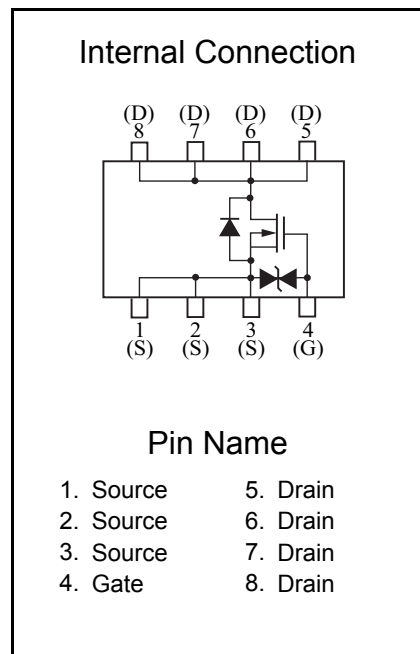 Internal Connection
(D) (D) (D) (D)
8 7 6 5
1 2 3 4
(S) (S) (S) (G)
Pin Name
1. Source 5. Drain
2. Source 6. Drain
3. Source 7. Drain
4. Gate 8. Drain